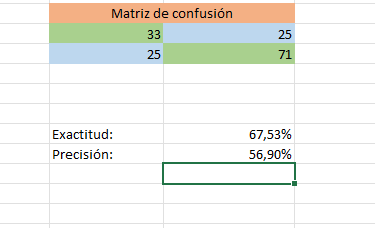 Matriz de confusión
33 25
25 71
Exactitud: 67,53%
Precisión: 56,90%